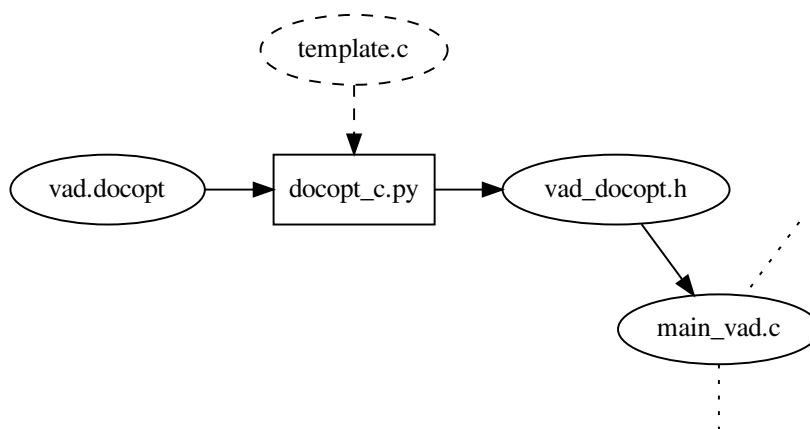 template.c
vad.docopt
docopt_c.py
vad_docopt.h
main_vad.c